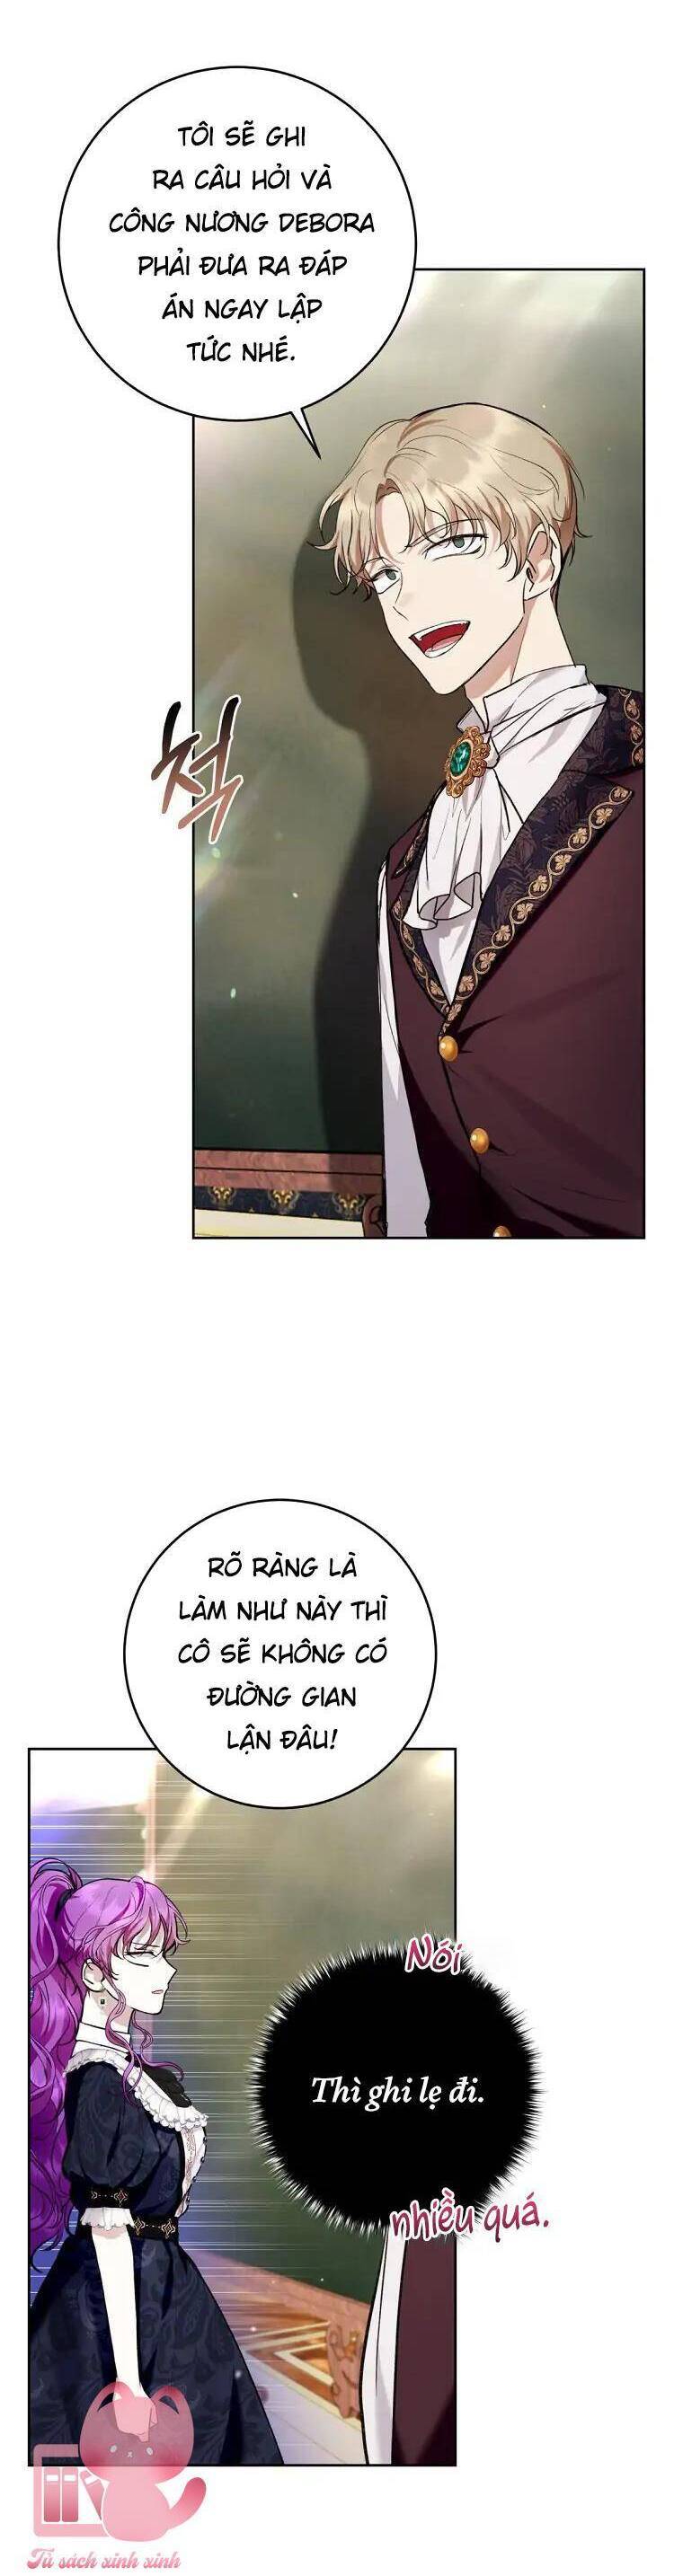 TÔI SẼ GHI
RA CÂU HỎI VÀ
CÔNG NƯƠNG DEBORA
PHẢI ĐƯA RA ĐÁP
ÁN NGAY LẬP
TỨC NHÉ.
척
RÕ RÀNG LÀ
LÀM NHƯ NÀY THÌ
CÔ SẼ KHÔNG CÓ
ĐƯỜNG GIAN
LẬN ĐÂU!
Nói
Thì ghi lẹ đi.
nhiều quá.
Tủ sách xinh xinh